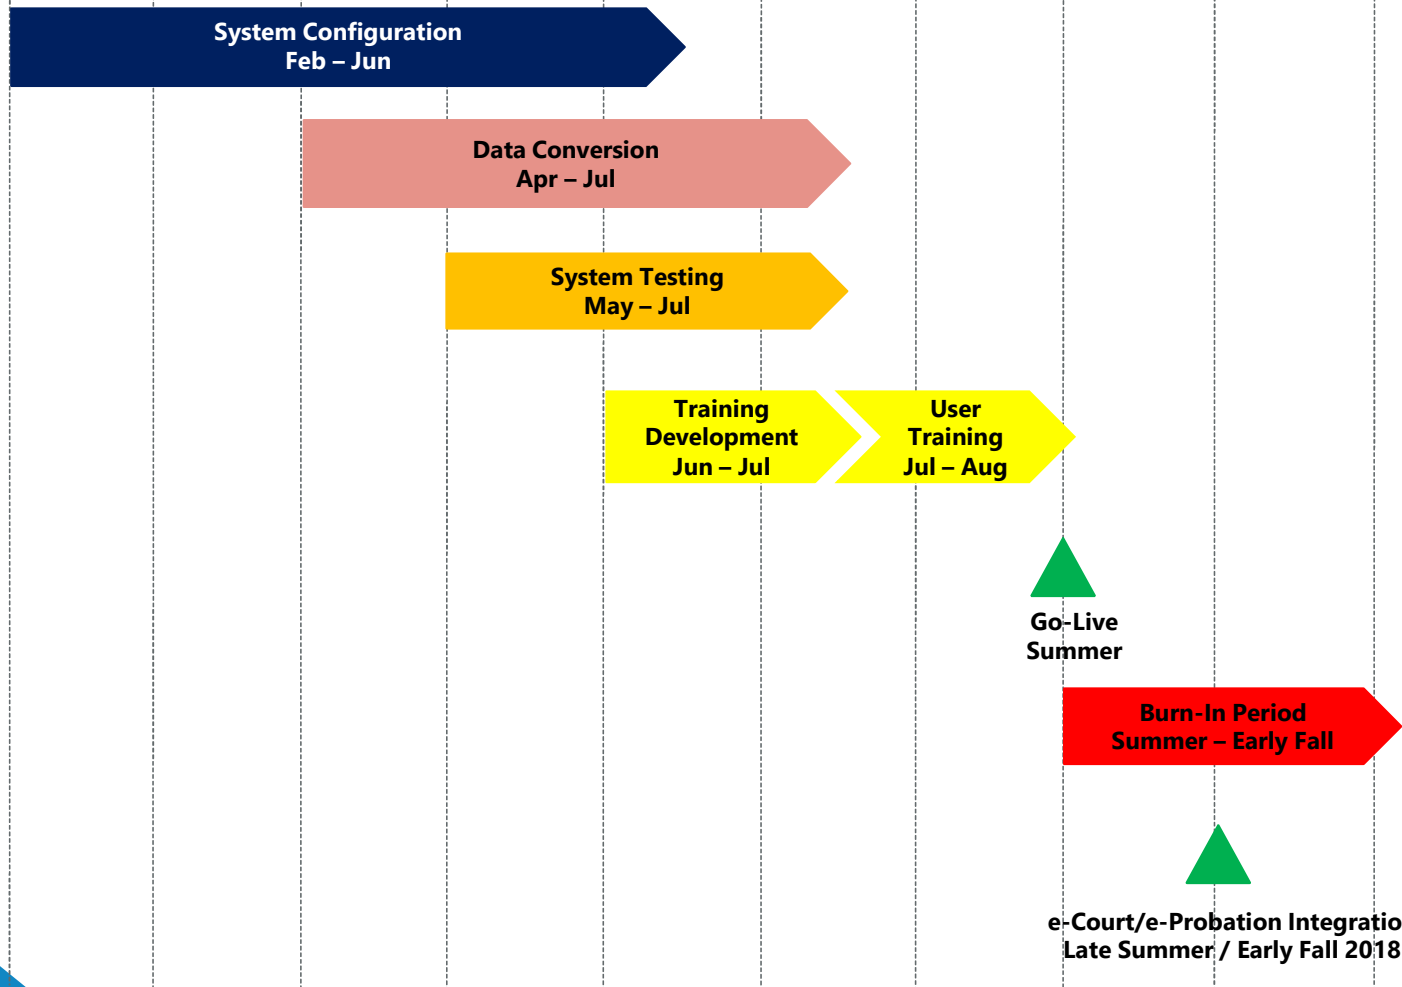 System Configuration
Feb – Jun
Data Conversion
Apr – Jul
System Testing
May – Jul
Training
Development
Jun – Jul
User
Training
Jul – Aug
Go-Live
Summer
Burn-In Period
Summer – Early Fall
e-Court/e-Probation Integratio
Late Summer / Early Fall 2018